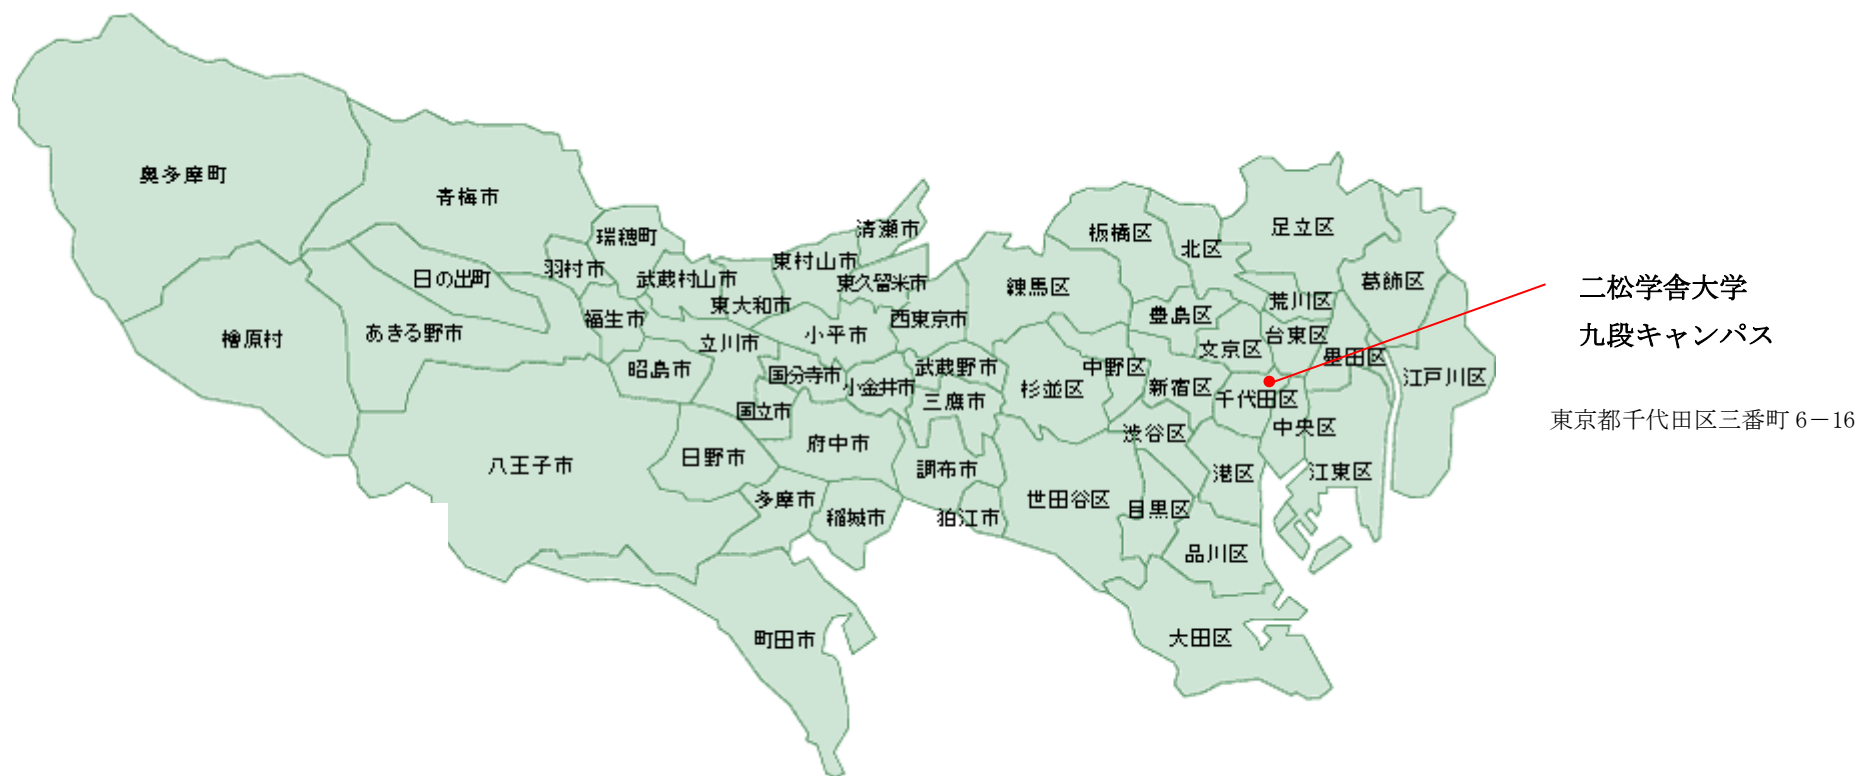 奥多摩町
青梅市
瑞穂町
清瀬市
板橋区
北区
足立区
羽村市
日の出町
武蔵村山市
東村山市
東久留米市
練馬区
葛飾区
東大和市
荒川区
二松学舎大学
九段キャンパス
檜原村
あきる野市
福生市
立川市
小平市
西東京市
豊島区
文京区
台東区
墨田区
昭島市
国分寺市
小金井市
武蔵野市
三鷹市
杉並区
中野区
新宿区
千代田区
江戸川区
国立市
中央区
東京都千代田区三番町 6-16
八王子市
日野市
府中市
調布市
渋谷区
港区
江東区
多摩市
稲城市
狛江市
世田谷区
目黒区
品川区
町田市
大田区